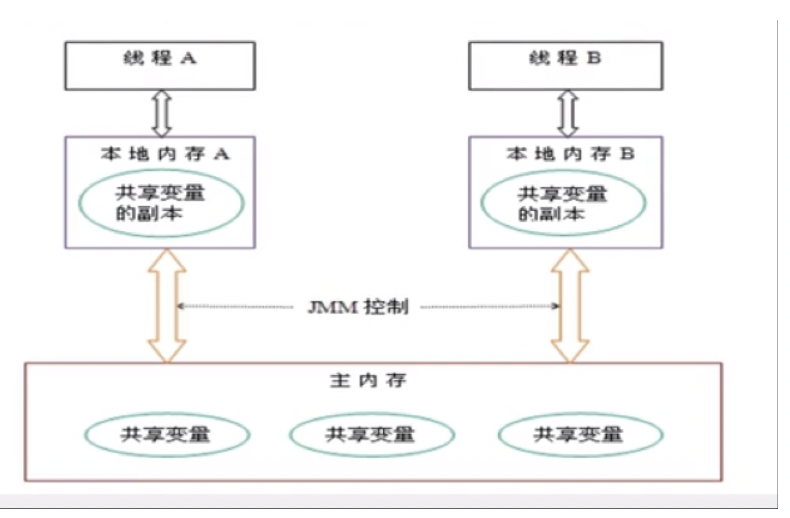 线程 A
线程 B
本地内存 A
本地内存 B
共享变量
的副本
共享变量
的副本
JMM 控制
主内存
共享变量
共享变量
共享变量